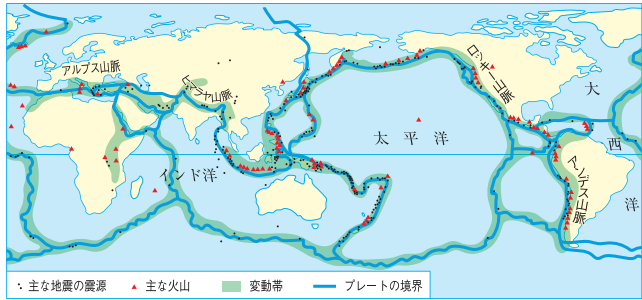 アルプス山脈
ヒマラヤ山脈
ロッキー山脈
大
西
洋
太平洋
インド洋
アンデス山脈
主な地震の震源
主な火山
変動帯
プレートの境界